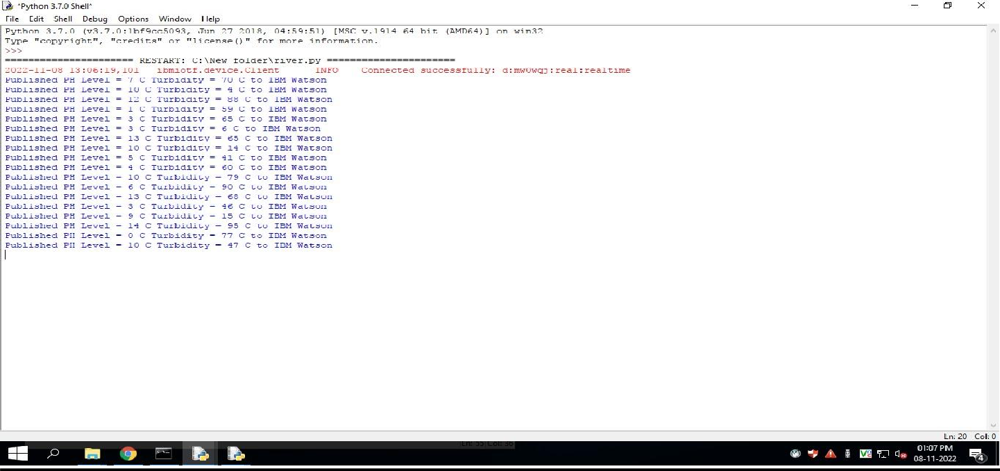 *Python 3.7.0 Shell*
File Edit Shell Debug Options Window Help
Python 3.7.0 (v3.7.0:1bf9cc5093, Jun 27 2018, 04:59:51) [MSC v.1914 64 bit (AMD64)] on win32
Type "copyright", "credits" or "license()" for more information.
>>>
====================== RESTART: C:\New folder\river.py ======================
2022-11-08 13:06:19,101 ibmiotf.device.Client INFO Connected successfully: d:mw0wqj:real:realtime
Published PH Level = 7 C Turbidity = 70 C to IBM Watson
Published PH Level = 10 C Turbidity = 4 C to IBM Watson
Published PH Level = 12 C Turbidity = 88 C to IBM Watson
Published PH Level = 1 C Turbidity = 59 C to IBM Watson
Published PH Level = 3 C Turbidity = 65 C to IBM Watson
Published PH Level = 3 C Turbidity = 6 C to IBM Watson
Published PH Level = 13 C Turbidity = 65 C to IBM Watson
Published PH Level = 10 C Turbidity = 14 C to IBM Watson
Published PH Level = 5 C Turbidity = 41 C to IBM Watson
Published PH Level = 4 C Turbidity = 60 C to IBM Watson
Published PH Level = 10 C Turbidity = 79 C to IBM Watson
Published PH Level = 6 C Turbidity = 90 C to IBM Watson
Published PH Level = 13 C Turbidity = 68 C to IBM Watson
Published PH Level = 3 C Turbidity = 46 C to IBM Watson
Published PH Level = 9 C Turbidity = 15 C to IBM Watson
Published PH Level = 14 C Turbidity = 95 C to IBM Watson
Published PH Level = 0 C Turbidity = 77 C to IBM Watson
Published PH Level = 10 C Turbidity = 47 C to IBM Watson
Ln: 20 Col: 0
01:07 PM
08-11-2022
4